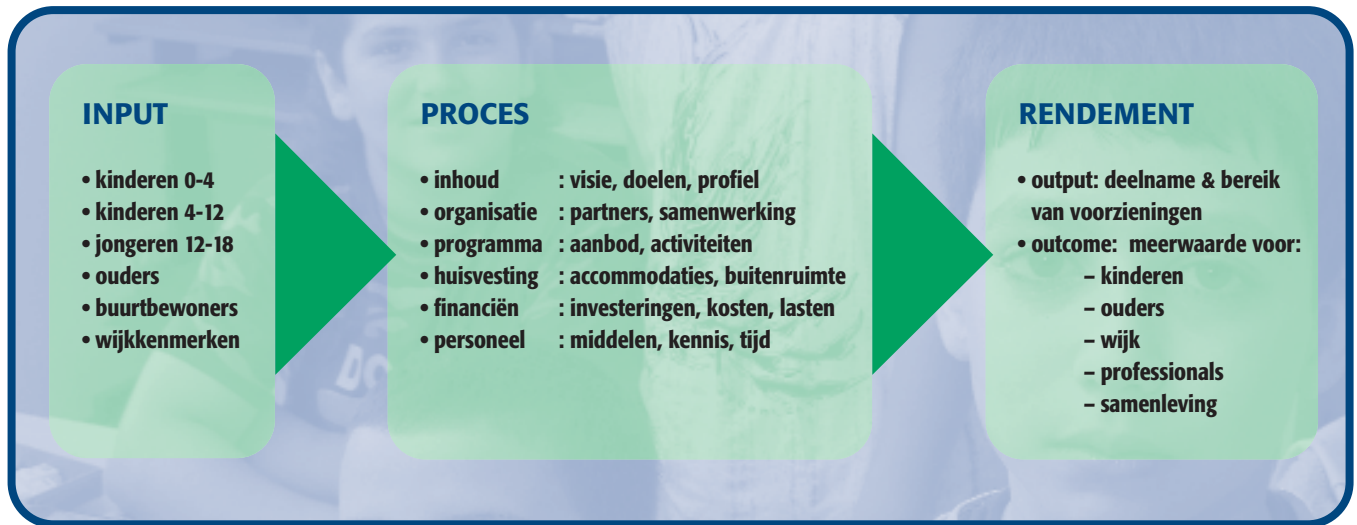 INPUT
• kinderen 0-4
• kinderen 4-12
• jongeren 12-18
• ouders
• buurtbewoners
• wijkkenmerken
PROCES
• inhoud : visie, doelen, profiel
• organisatie : partners, samenwerking
• programma : aanbod, activiteiten
• huisvesting : accommodaties, buitenruimte
• financiën : investeringen, kosten, lasten
• personeel : middelen, kennis, tijd
RENDEMENT
• output: deelname & bereik
van voorzieningen
• outcome: meerwaarde voor:
– kinderen
– ouders
– wijk
– professionals
– samenleving